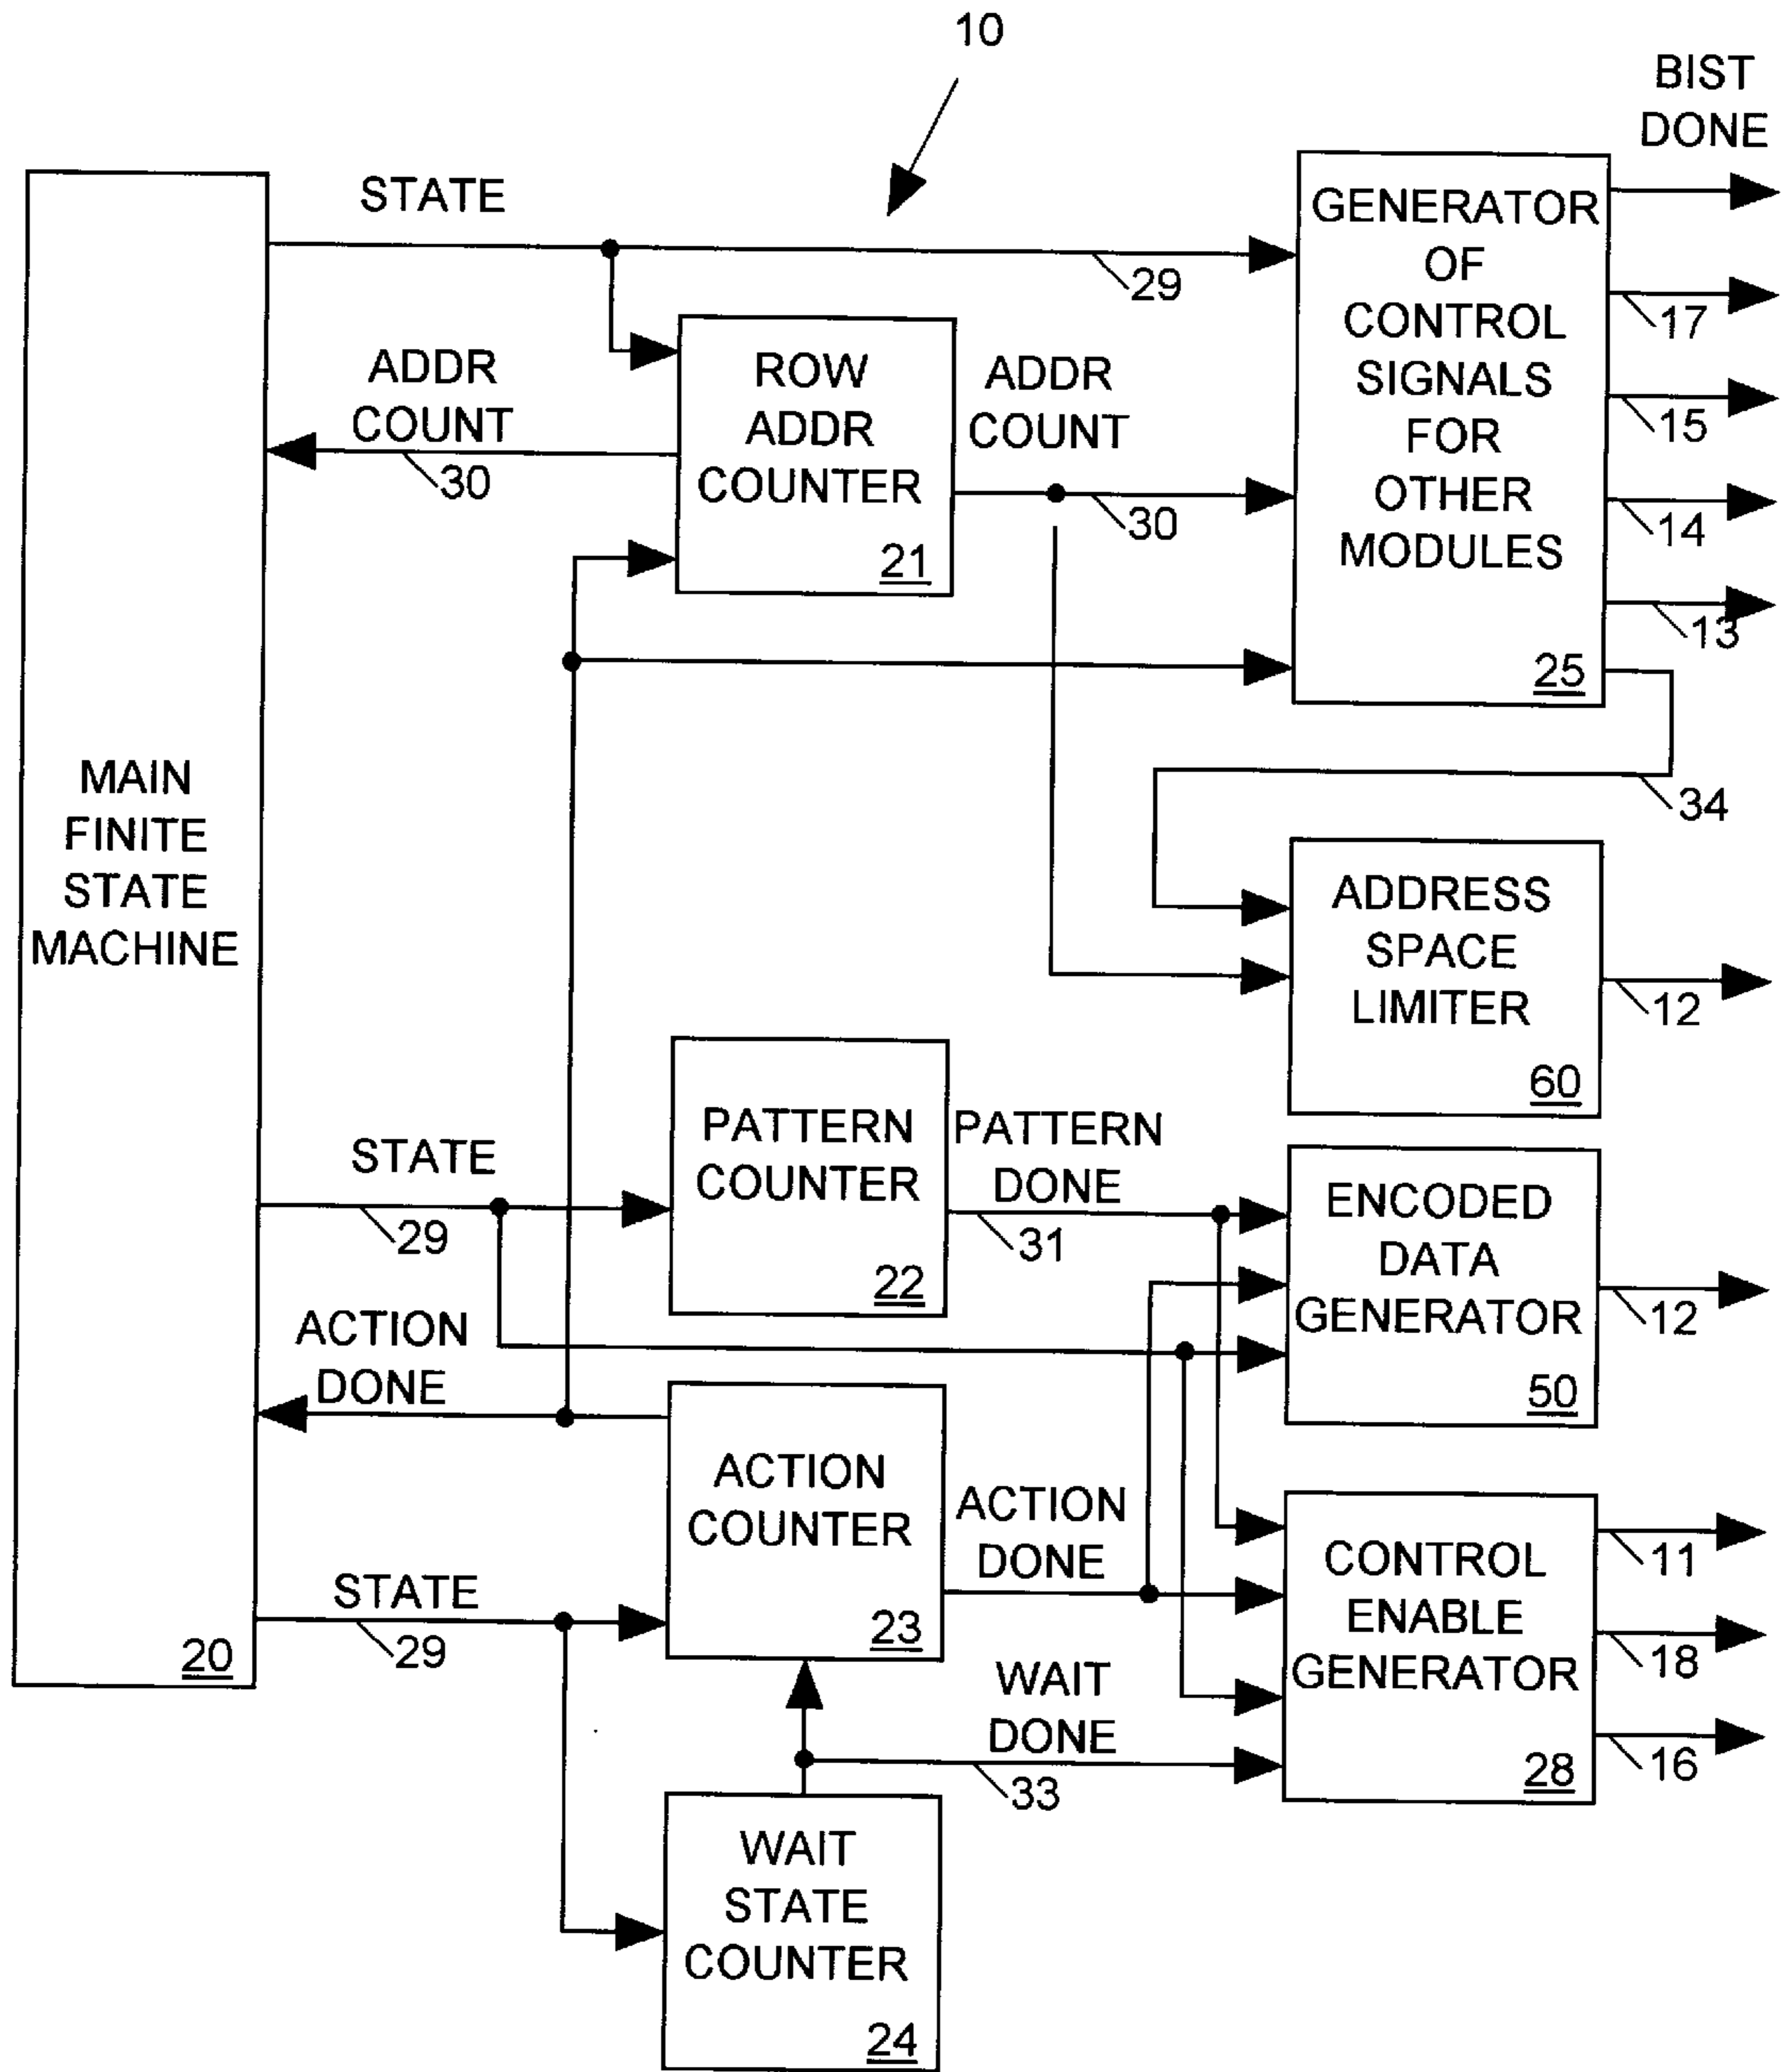 10
BIST
DONE
STATE
29
GENERATOR
OF
CONTROL
SIGNALS
FOR
OTHER
MODULES
25
17
15
14
13
ADDR
COUNT
30
ROW
ADDR
COUNTER
21
ADDR
COUNT
30
34
MAIN
FINITE
STATE
MACHINE
20
ADDRESS
SPACE
LIMITER
60
12
STATE
29
PATTERN
COUNTER
22
PATTERN
DONE
31
ENCODED
DATA
GENERATOR
50
12
ACTION
DONE
ACTION
COUNTER
23
ACTION
DONE
CONTROL
ENABLE
GENERATOR
28
11
18
16
STATE
29
WAIT
DONE
33
WAIT
STATE
COUNTER
24